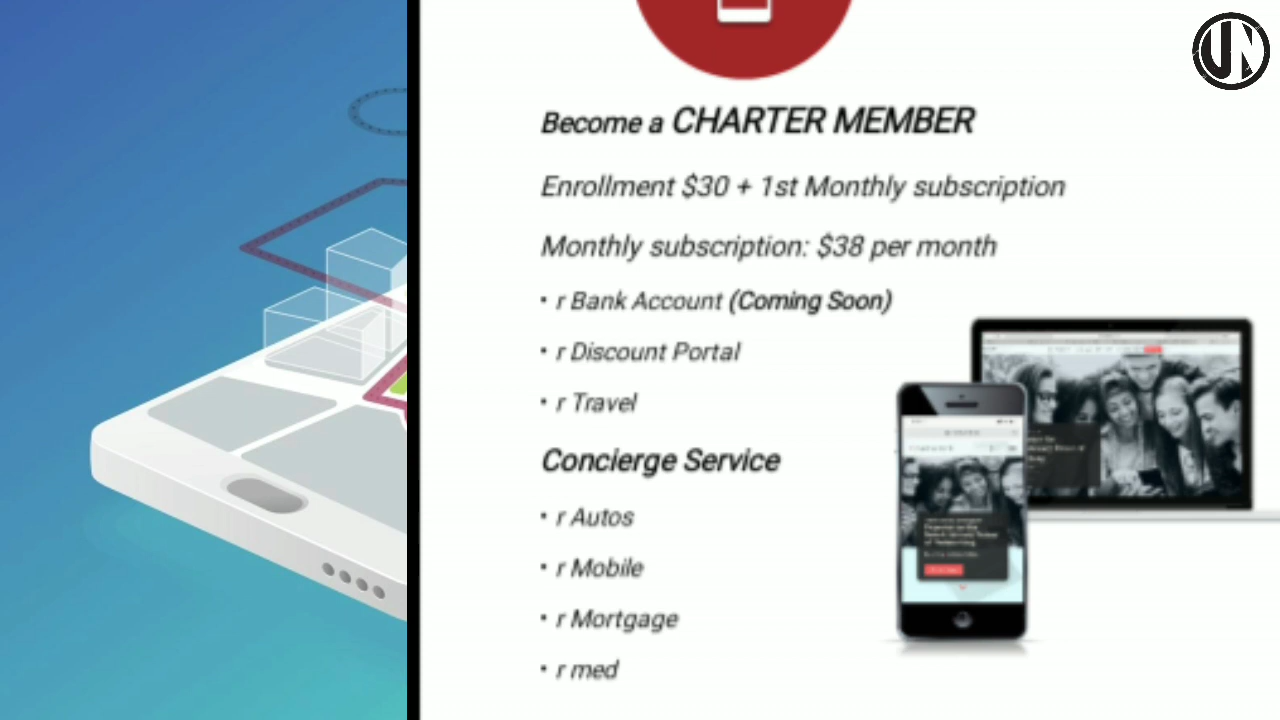 UN
Become a CHARTER MEMBER
Enrollment $30 + 1st Monthly subscription
Monthly subscription: $38 per month
• r Bank Account (Coming Soon)
• r Discount Portal
• r Travel
Concierge Service
• r Autos
• r Mobile
• r Mortgage
• r med